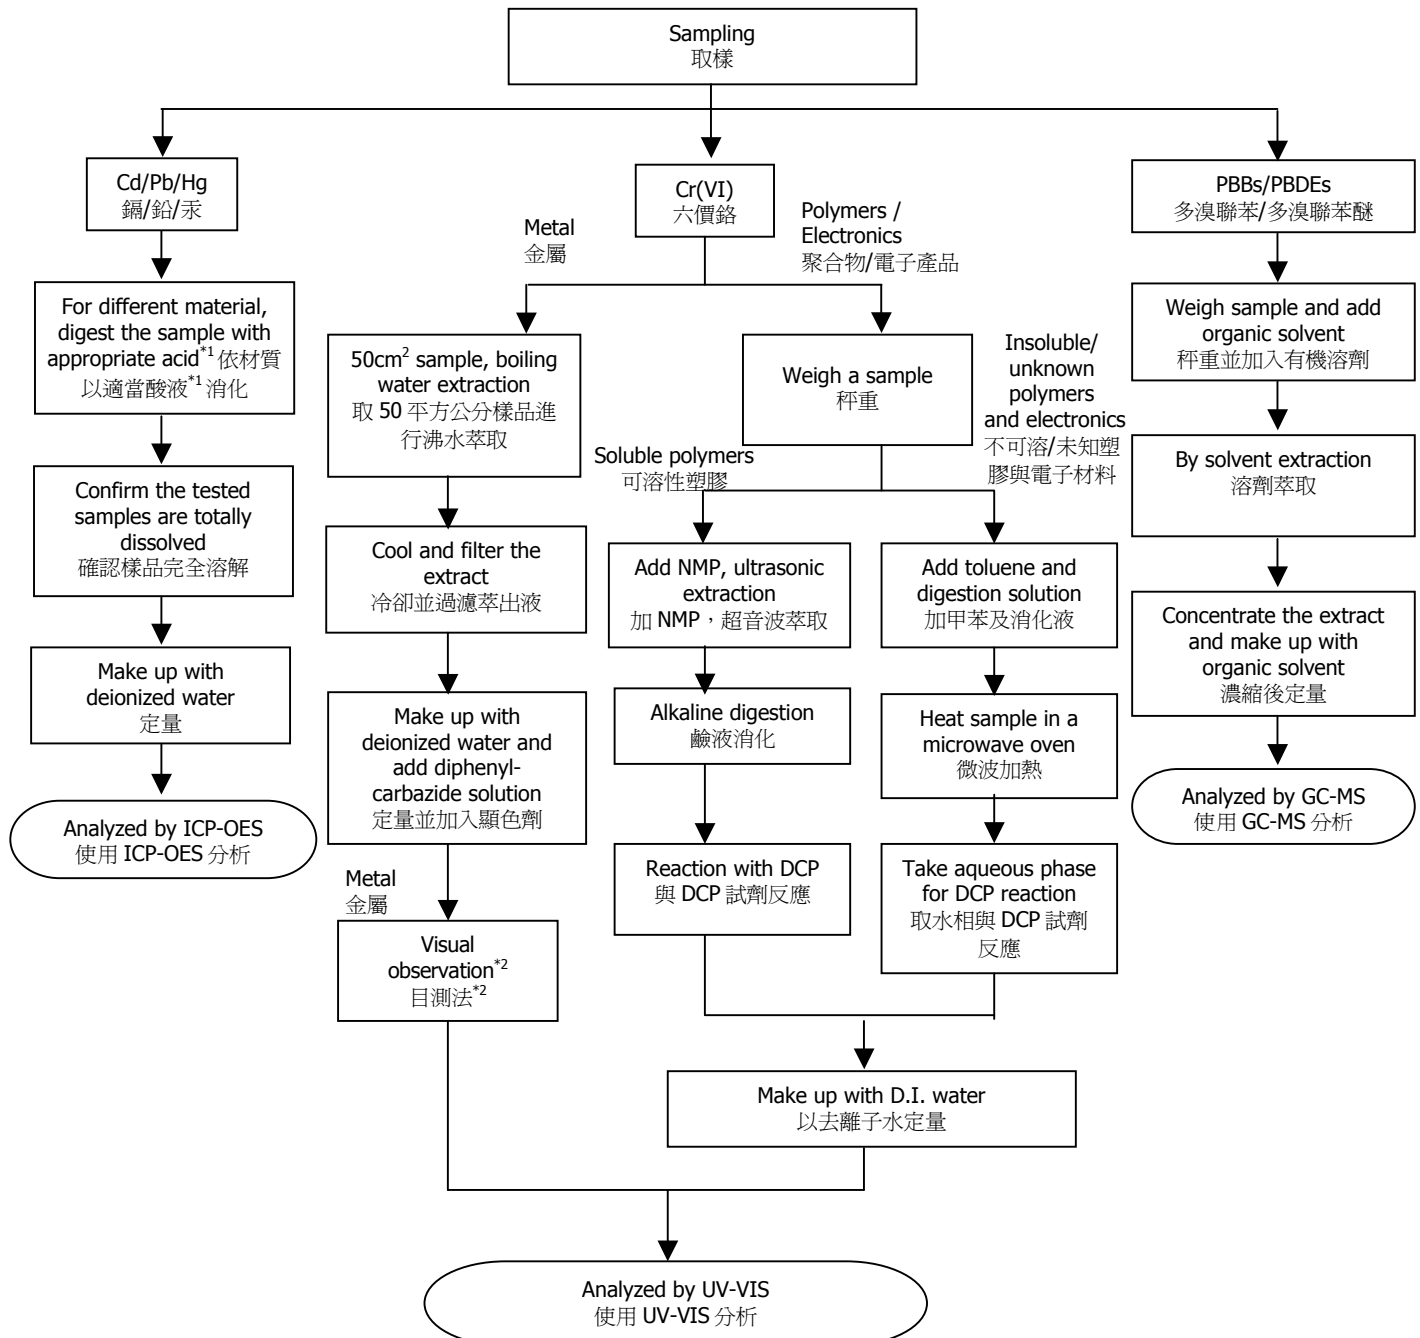 Sampling
取樣
Cd/Pb/Hg
鎘/鉛/汞
Cr(VI)
六價鉻
PBBs/PBDEs
多溴聯苯/多溴聯苯醚
Metal
金屬
Polymers /
Electronics
聚合物/電子產品
For different material,
digest the sample with
appropriate acid*1 依材質
以適當酸液*1 消化
50cm2 sample, boiling
water extraction
取 50 平方公分樣品進
行沸水萃取
Weigh a sample
秤重
Insoluble/
unknown
polymers
and electronics
不可溶/未知塑
膠與電子材料
Weigh sample and add
organic solvent
秤重並加入有機溶劑
Soluble polymers
可溶性塑膠
By solvent extraction
溶劑萃取
Confirm the tested
samples are totally
dissolved
確認樣品完全溶解
Cool and filter the
extract
冷卻並過濾萃出液
Add NMP, ultrasonic
extraction
加 NMP，超音波萃取
Add toluene and
digestion solution
加甲苯及消化液
Concentrate the extract
and make up with
organic solvent
濃縮後定量
Make up with
deionized water
定量
Make up with
deionized water and
add diphenyl-
carbazide solution
定量並加入顯色劑
Alkaline digestion
鹼液消化
Heat sample in a
microwave oven
微波加熱
Analyzed by GC-MS
使用 GC-MS 分析
Analyzed by ICP-OES
使用 ICP-OES 分析
Metal
金屬
Reaction with DCP
與 DCP 試劑反應
Take aqueous phase
for DCP reaction
取水相與 DCP 試劑
反應
Visual
observation*2
目測法*2
Make up with D.I. water
以去離子水定量
Analyzed by UV-VIS
使用 UV-VIS 分析